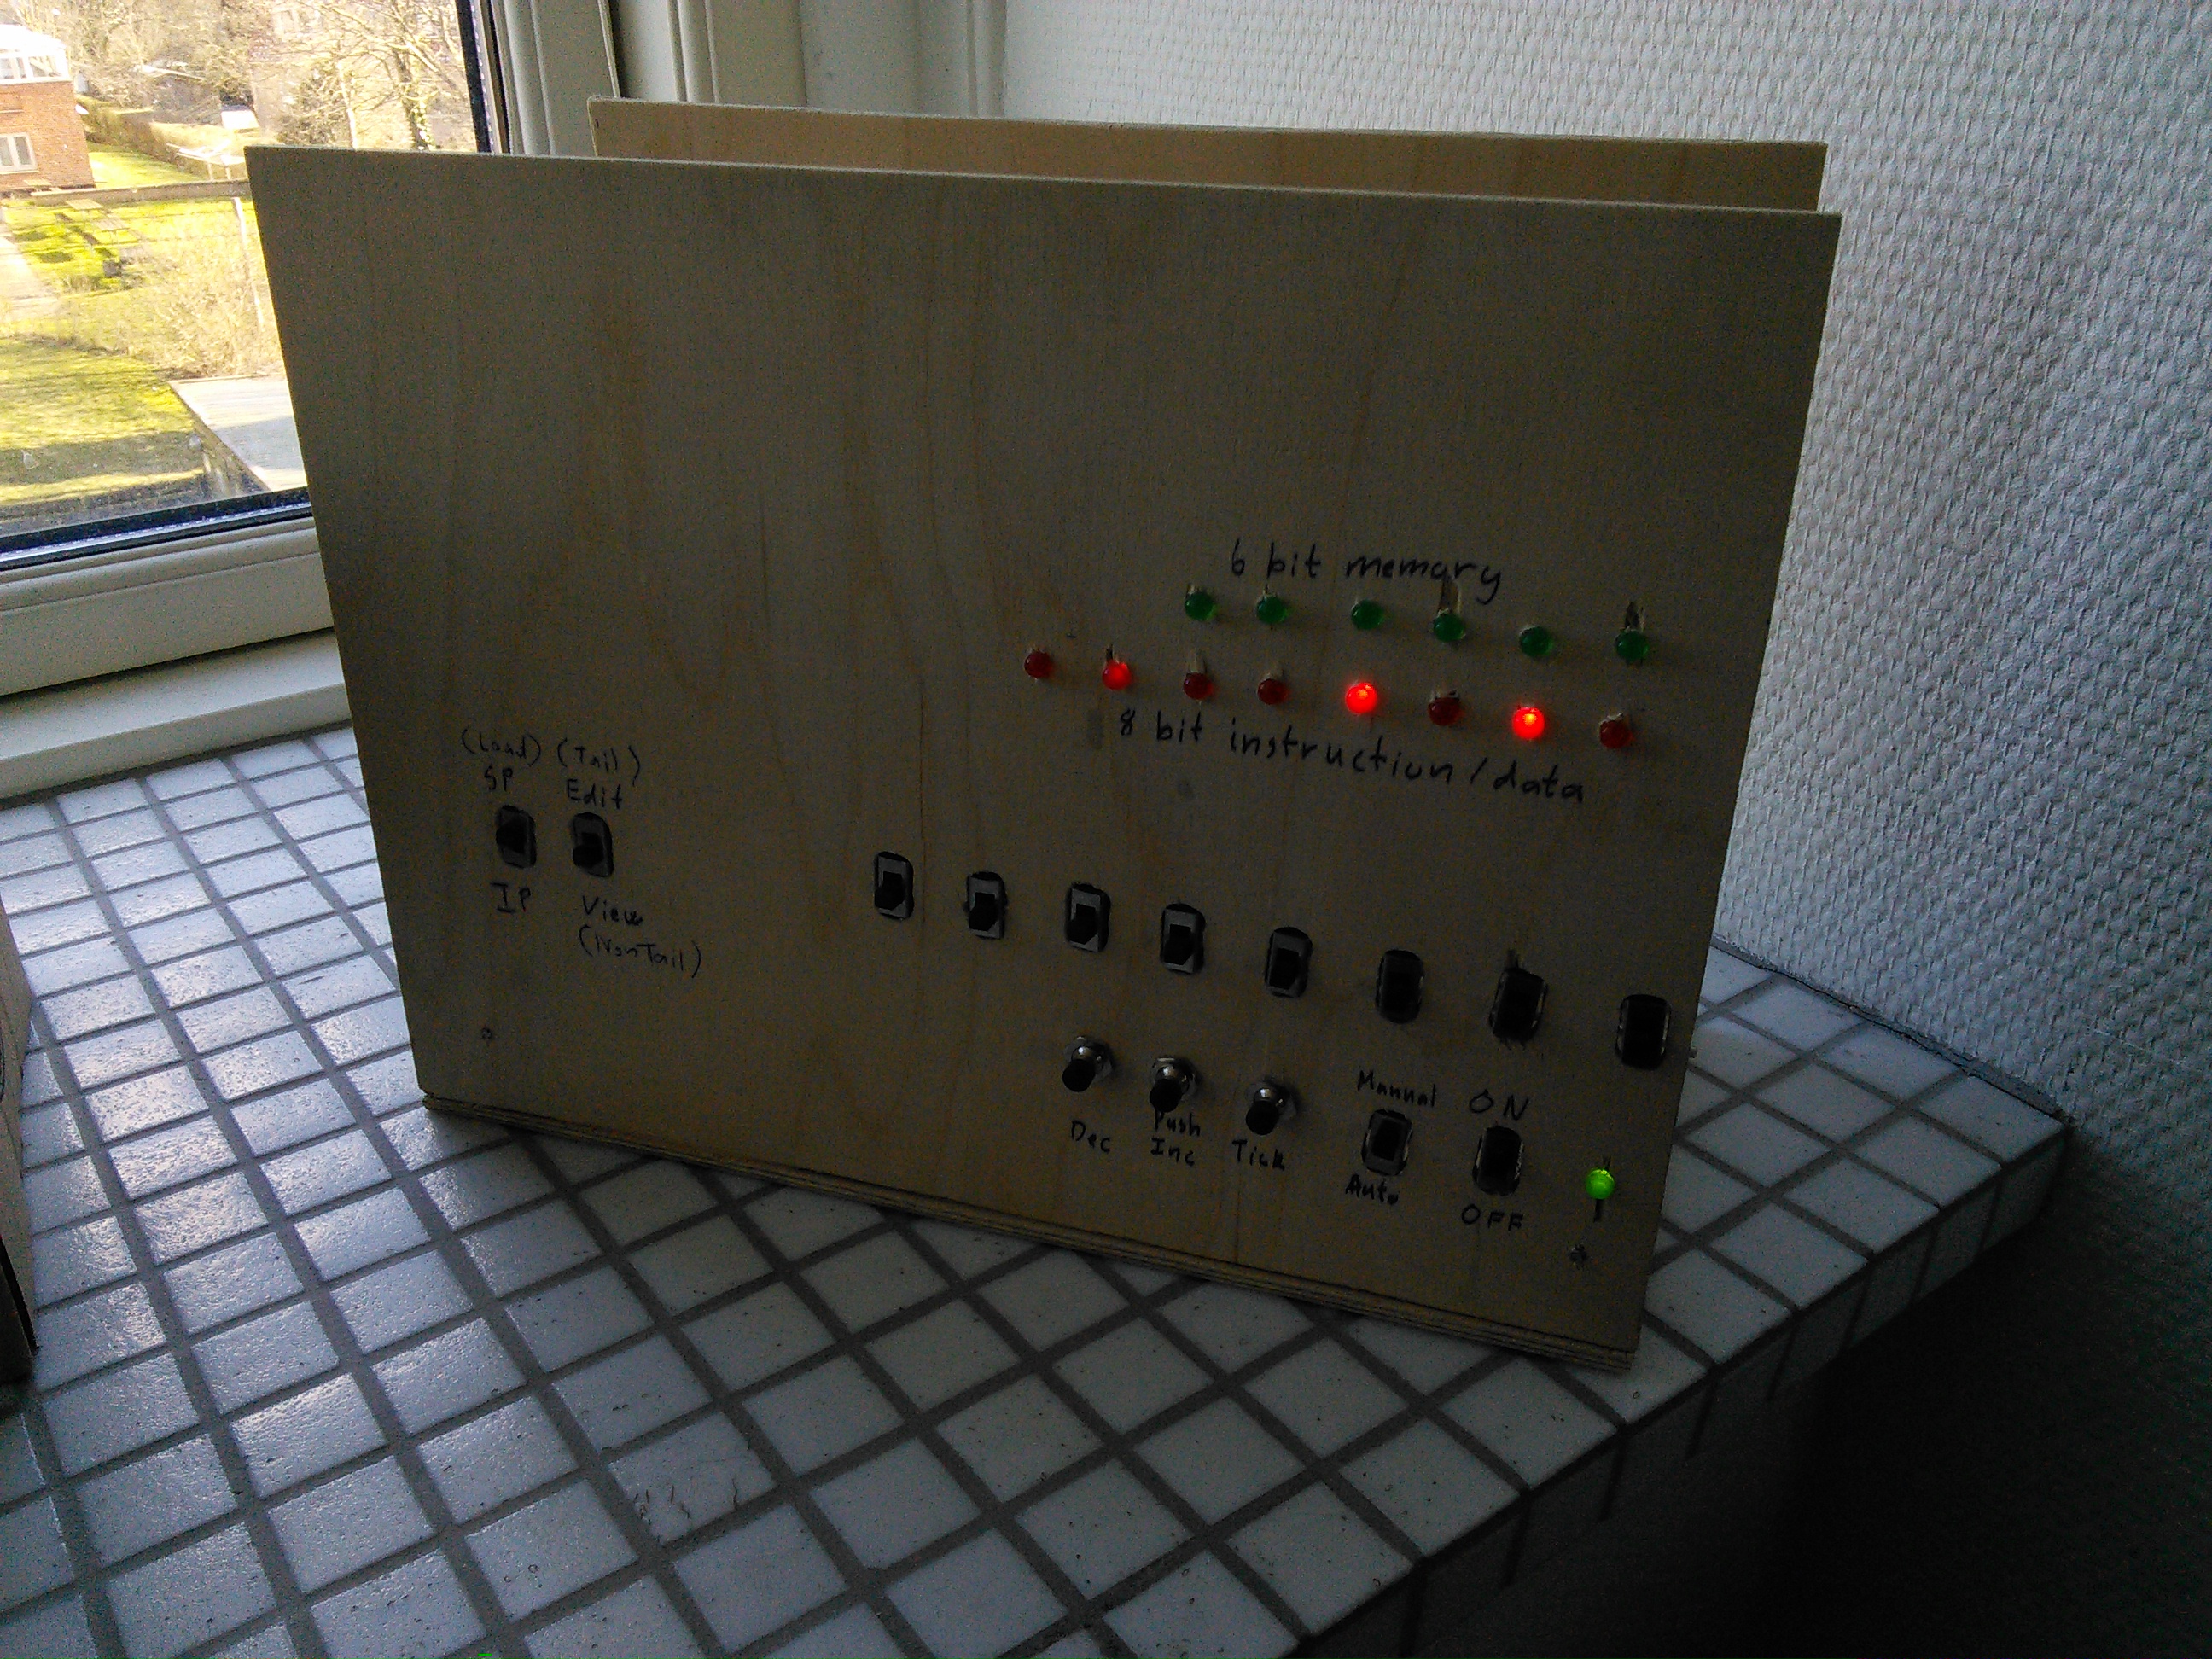 6 bit memory
8 bit instruction/data
(Load) (Tail)
SP Edit
IP View
(NonTail)
Manual ON
Dec Push Inc Tick Auto OFF